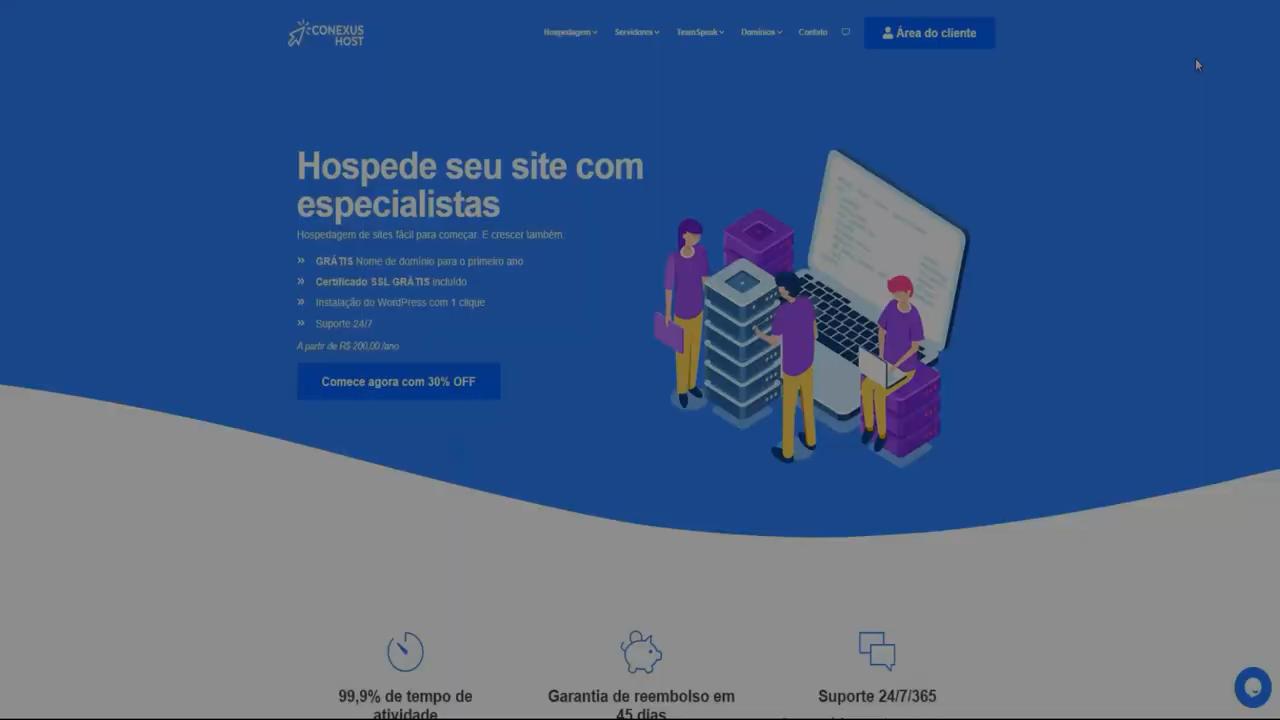 CONEXUS
HOST
Hospedagem
Servidores
TeamSpeak
Domínios
Contato
Área do cliente
Hospede seu site com
especialistas
Hospedagem de sites fácil para começar. E crescer também.
» GRÁTIS Nome de domínio para o primeiro ano
» Certificado SSL GRÁTIS incluído
» Instalação do WordPress com 1 clique
» Suporte 24/7
A partir de R$ 200,00 /ano
Comece agora com 30% OFF
99,9% de tempo de
atividade
Garantia de reembolso em
45 dias
Suporte 24/7/365